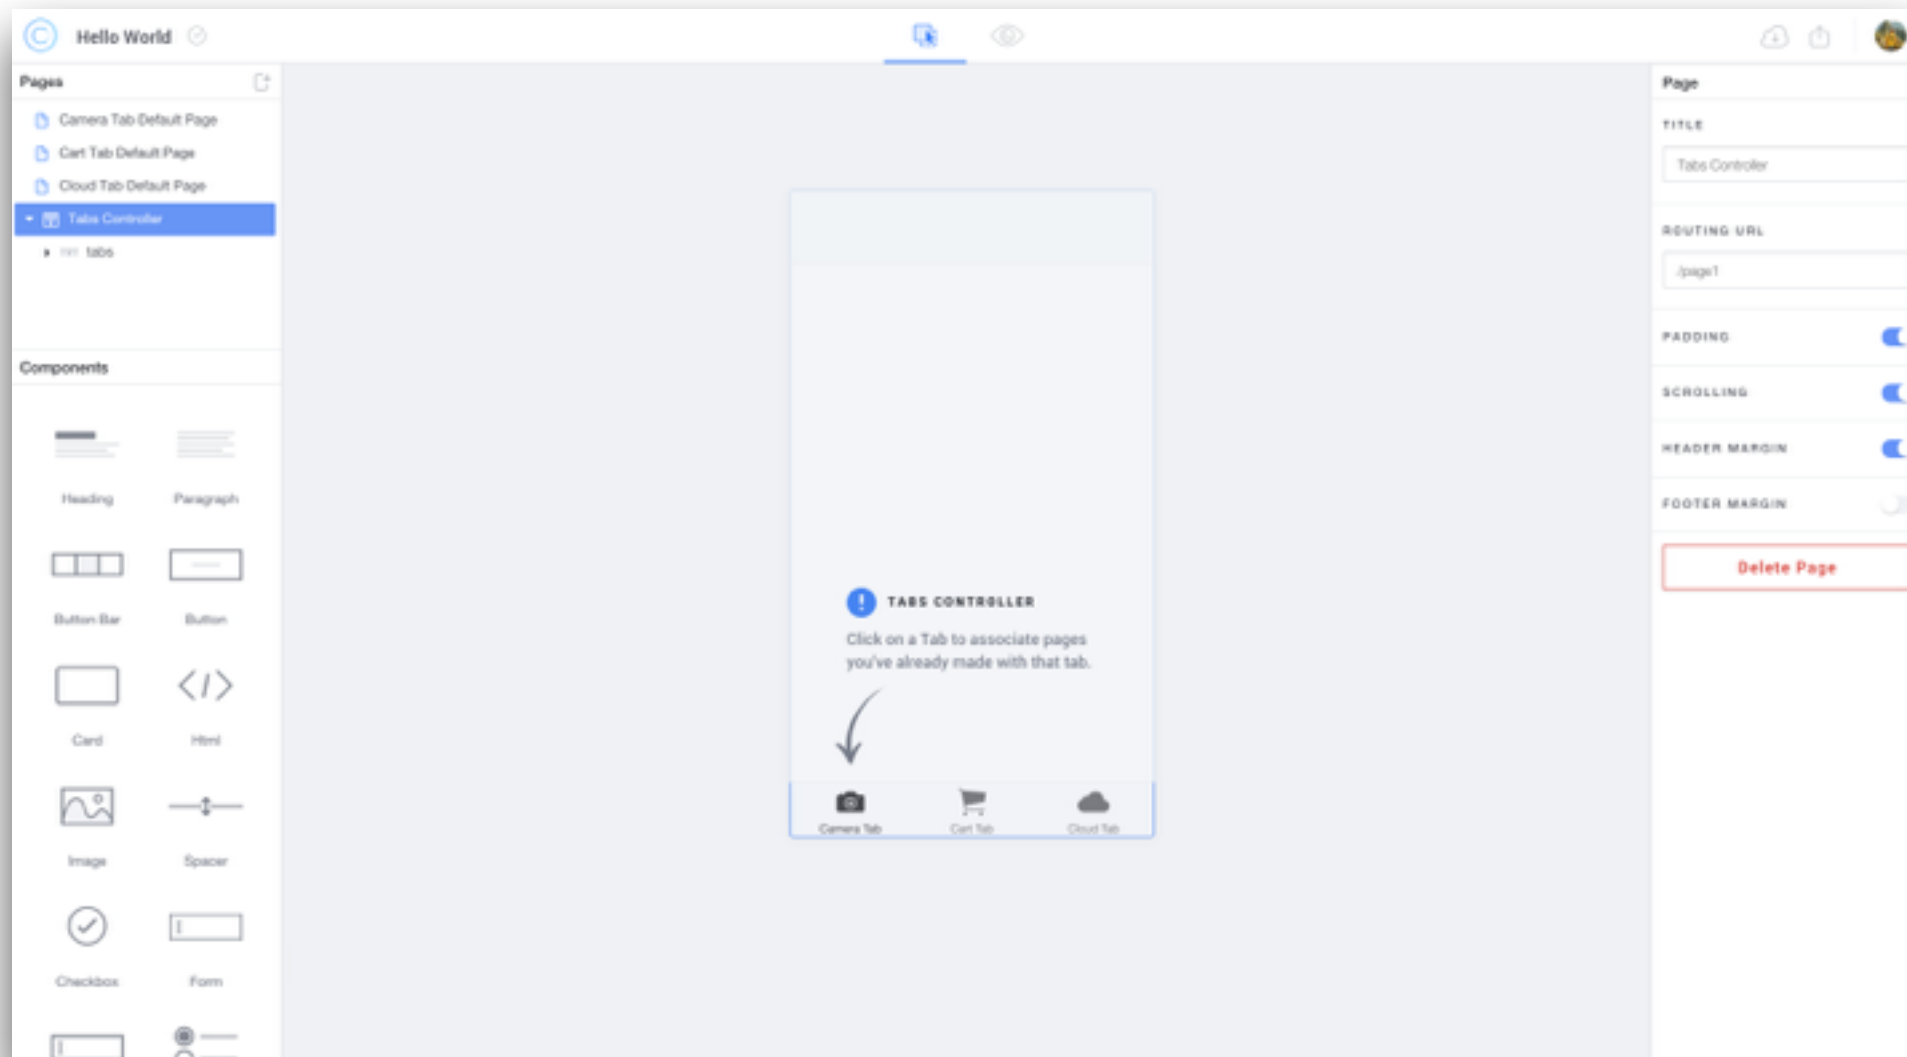 Hello World
Pages
Camera Tab Default Page
Cart Tab Default Page
Cloud Tab Default Page
Tabs Controller
tabs
Components
Heading
Paragraph
Button Bar
Button
Card
Html
Image
Spacer
Checkbox
Form
TABS CONTROLLER
Click on a Tab to associate pages
you've already made with that tab.
Camera Tab
Cart Tab
Cloud Tab
Page
TITLE
Tabs Controller
ROUTING URL
/page1
PADDING
SCROLLING
HEADER MARGIN
FOOTER MARGIN
Delete Page